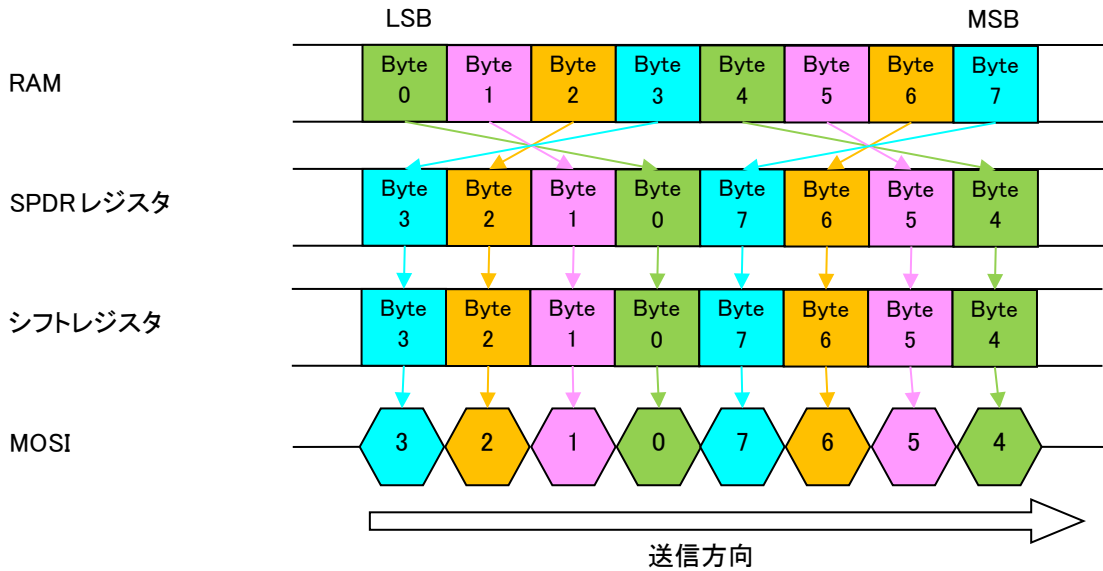 LSB MSB
RAM Byte Byte Byte Byte Byte Byte Byte Byte
0 1 2 3 4 5 6 7
SPDRレジスタ Byte Byte Byte Byte Byte Byte Byte Byte
3 2 1 0 7 6 5 4
シフトレジスタ Byte Byte Byte Byte Byte Byte Byte Byte
3 2 1 0 7 6 5 4
MOSI 3 2 1 0 7 6 5 4
送信方向